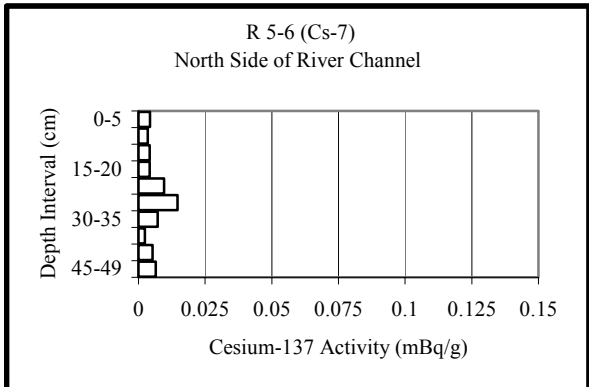 R 5-6 (Cs-7)
North Side of River Channel
Depth Interval (cm)
0-5
15-20
30-35
45-49
0 0.025 0.05 0.075 0.1 0.125 0.15
Cesium-137 Activity (mBq/g)